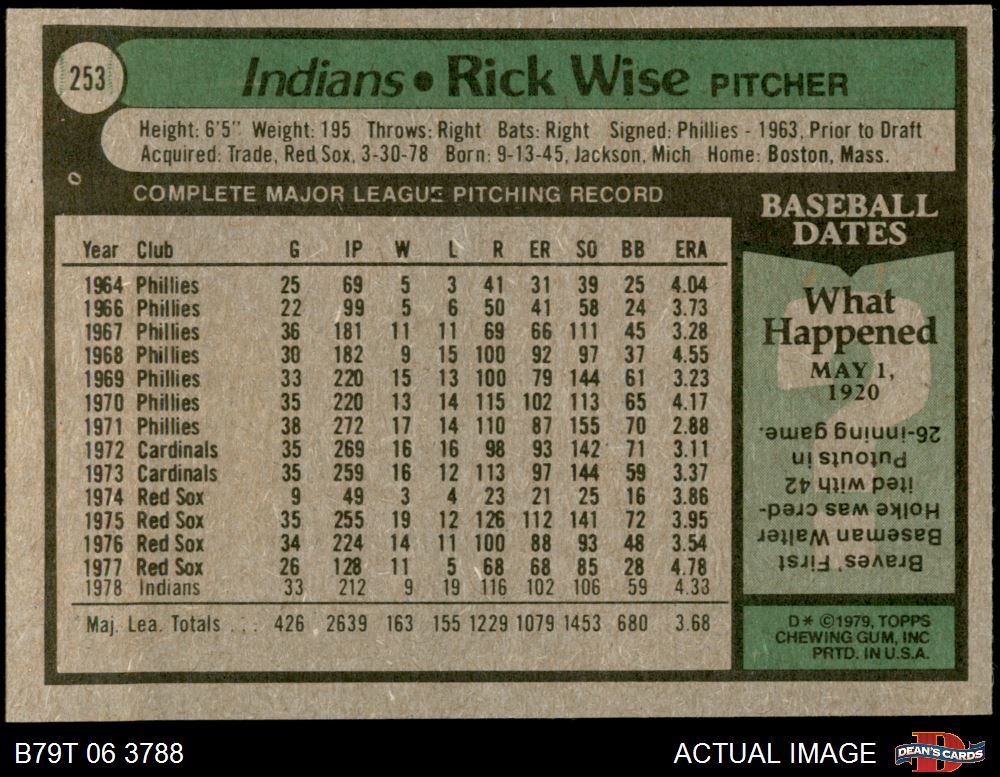 253
Indians • Rick Wise PITCHER
Height: 6'5" Weight: 195 Throws: Right Bats: Right Signed: Phillies - 1963, Prior to Draft
Acquired: Trade, Red Sox, 3-30-78 Born: 9-13-45, Jackson, Mich Home: Boston, Mass.
COMPLETE MAJOR LEAGUE PITCHING RECORD
Year Club G IP W L R ER SO BB ERA
1964 Phillies 25 69 5 3 41 31 39 25 4.04
1966 Phillies 22 99 5 6 50 41 58 24 3.73
1967 Phillies 36 181 11 11 69 66 111 45 3.28
1968 Phillies 30 182 9 15 100 92 97 37 4.55
1969 Phillies 33 220 15 13 100 79 144 61 3.23
1970 Phillies 35 220 13 14 115 102 113 65 4.17
1971 Phillies 38 272 17 14 110 87 155 70 2.88
1972 Cardinals 35 269 16 16 98 93 142 71 3.11
1973 Cardinals 35 259 16 12 113 97 144 59 3.37
1974 Red Sox 9 49 3 4 23 21 25 16 3.86
1975 Red Sox 35 255 19 12 126 112 141 72 3.95
1976 Red Sox 34 224 14 11 100 88 93 48 3.54
1977 Red Sox 26 128 11 5 68 68 85 28 4.78
1978 Indians 33 212 9 19 116 102 106 59 4.33
Maj. Lea. Totals . . : 426 2639 163 155 1229 1079 1453 680 3.68
BASEBALL
DATES
What
Happened
MAY 1,
1920
Braves' First
Baseman Walter
Holke was cred-
ited with 42
Putouts in
26-inning game.
D* ©1979, TOPPS
CHEWING GUM, INC
PRTD. IN U.S.A.
B79T 06 3788
ACTUAL IMAGE
DEAN'S CARDS